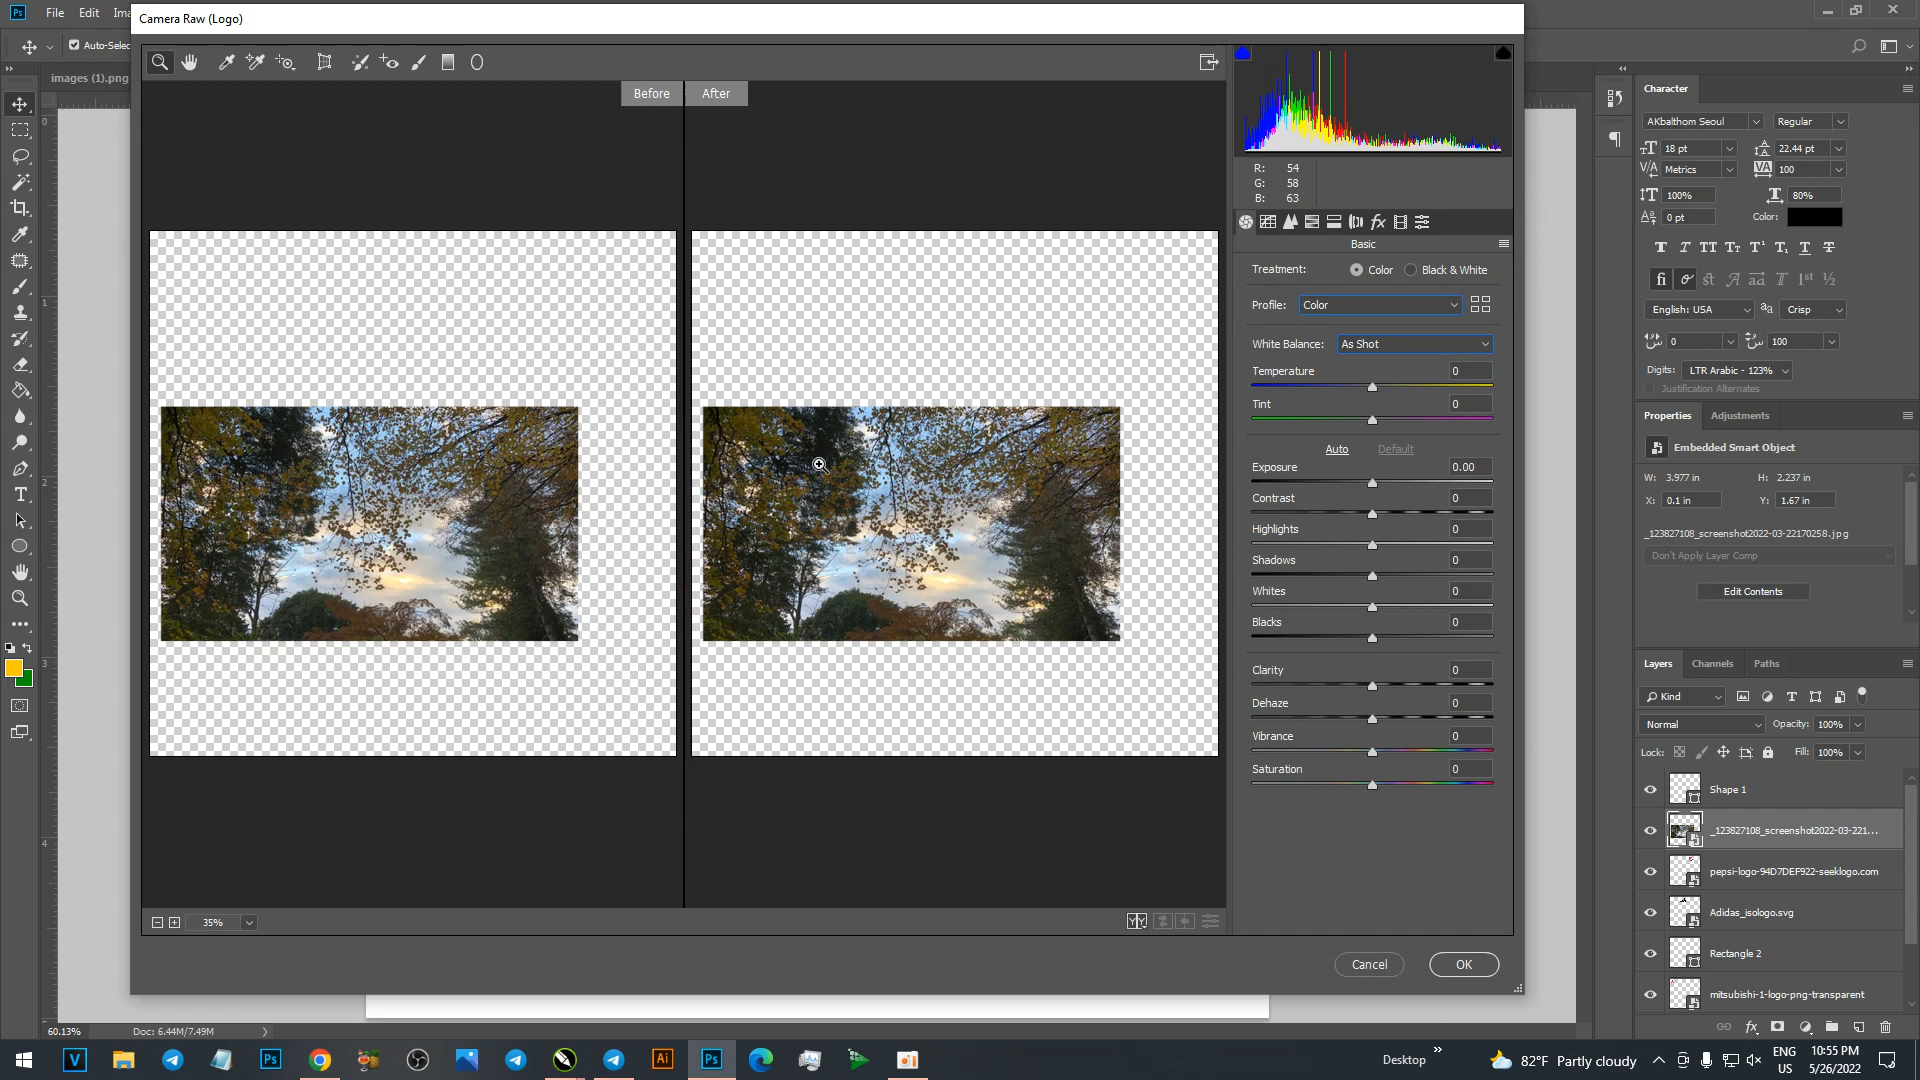 Camera Raw (Logo)
Ps
File
Edit
Auto-Selec
images (1).png
Before
After
R: 54
G: 58
B: 63
Basic
Treatment:
Color
Black & White
Profile:
Color
White Balance:
As Shot
Temperature
0
Tint
0
Auto
Default
Exposure
0.00
Contrast
0
Highlights
0
Shadows
0
Whites
0
Blacks
0
Clarity
0
Dehaze
0
Vibrance
0
Saturation
0
35%
Cancel
OK
Character
AKbalthom Seoul
Regular
18 pt
22.44 pt
Metrics
100
100%
80%
0 pt
Color:
English: USA
Crisp
0
100
Digits:
LTR Arabic - 123%
Justification Alternates
Properties
Adjustments
Embedded Smart Object
W: 3.977 in
H: 2.237 in
X: 0.1 in
Y: 1.67 in
_123827108_screenshot2022-03-22170258.jpg
Don't Apply Layer Comp
Edit Contents
Layers
Channels
Paths
Kind
Normal
Opacity: 100%
Lock:
Fill: 100%
Shape 1
_123827108_screenshot2022-03-221...
pepsi-logo-94D7DEF922-seeklogo.com
Adidas_isologo.svg
Rectangle 2
mitsubishi-1-logo-png-transparent
60.13%
Doc: 6.44M/7.49M
Desktop
82°F Partly cloudy
ENG
US
10:55 PM
5/26/2022